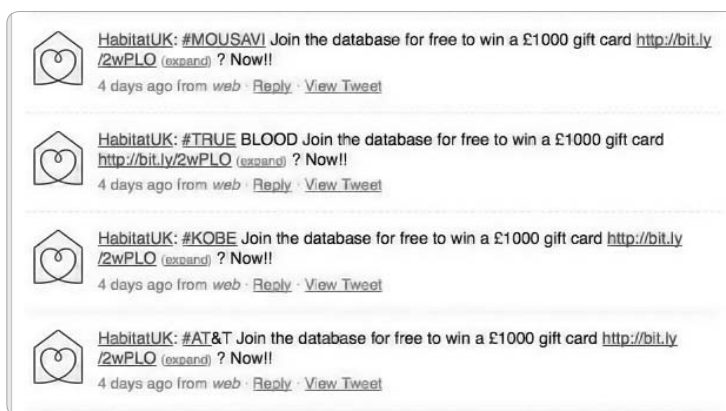 HabitatUK: #MOUSAVI Join the database for free to win a £1000 gift card http://bit.ly
/2wPLO (expand) ? Now!!
4 days ago from web · Reply · View Tweet
HabitatUK: #TRUE BLOOD Join the database for free to win a £1000 gift card
http://bit.ly/2wPLO (expand) ? Now!!
4 days ago from web · Reply · View Tweet
HabitatUK: #KOBE Join the database for free to win a £1000 gift card http://bit.ly
/2wPLO (expand) ? Now!!
4 days ago from web · Reply · View Tweet
HabitatUK: #AT&T Join the database for free to win a £1000 gift card http://bit.ly
/2wPLO (expand) ? Now!!
4 days ago from web · Reply · View Tweet